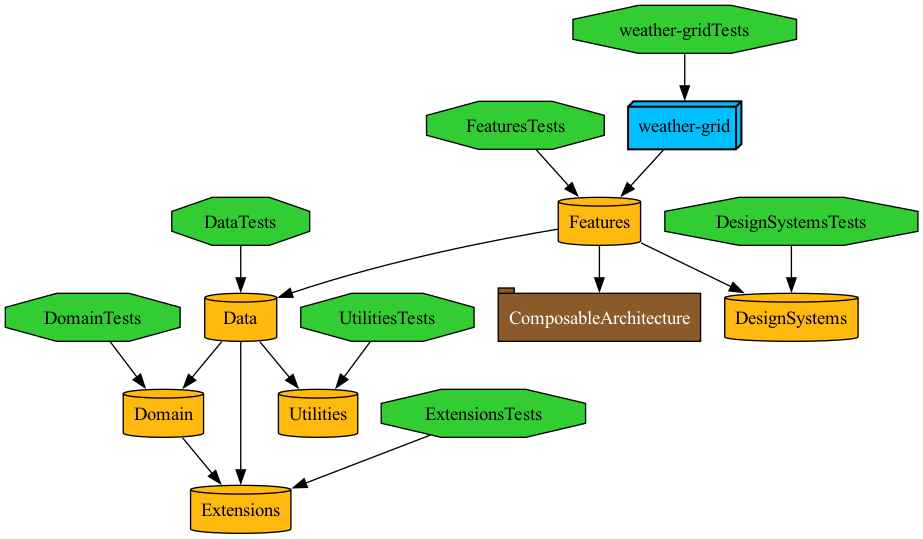 weather-gridTests
FeaturesTests
weather-grid
DataTests
Features
DesignSystemsTests
DomainTests
Data
UtilitiesTests
ComposableArchitecture
DesignSystems
Domain
Utilities
ExtensionsTests
Extensions